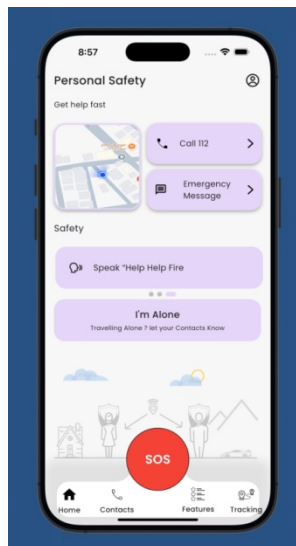 8:57
Personal Safety
Get help fast
Call 112
Emergency
Message
Safety
Speak "Help Help Fire
I'm Alone
Travelling Alone ? let your Contacts Know
SOS
Home
Contacts
Features
Tracking